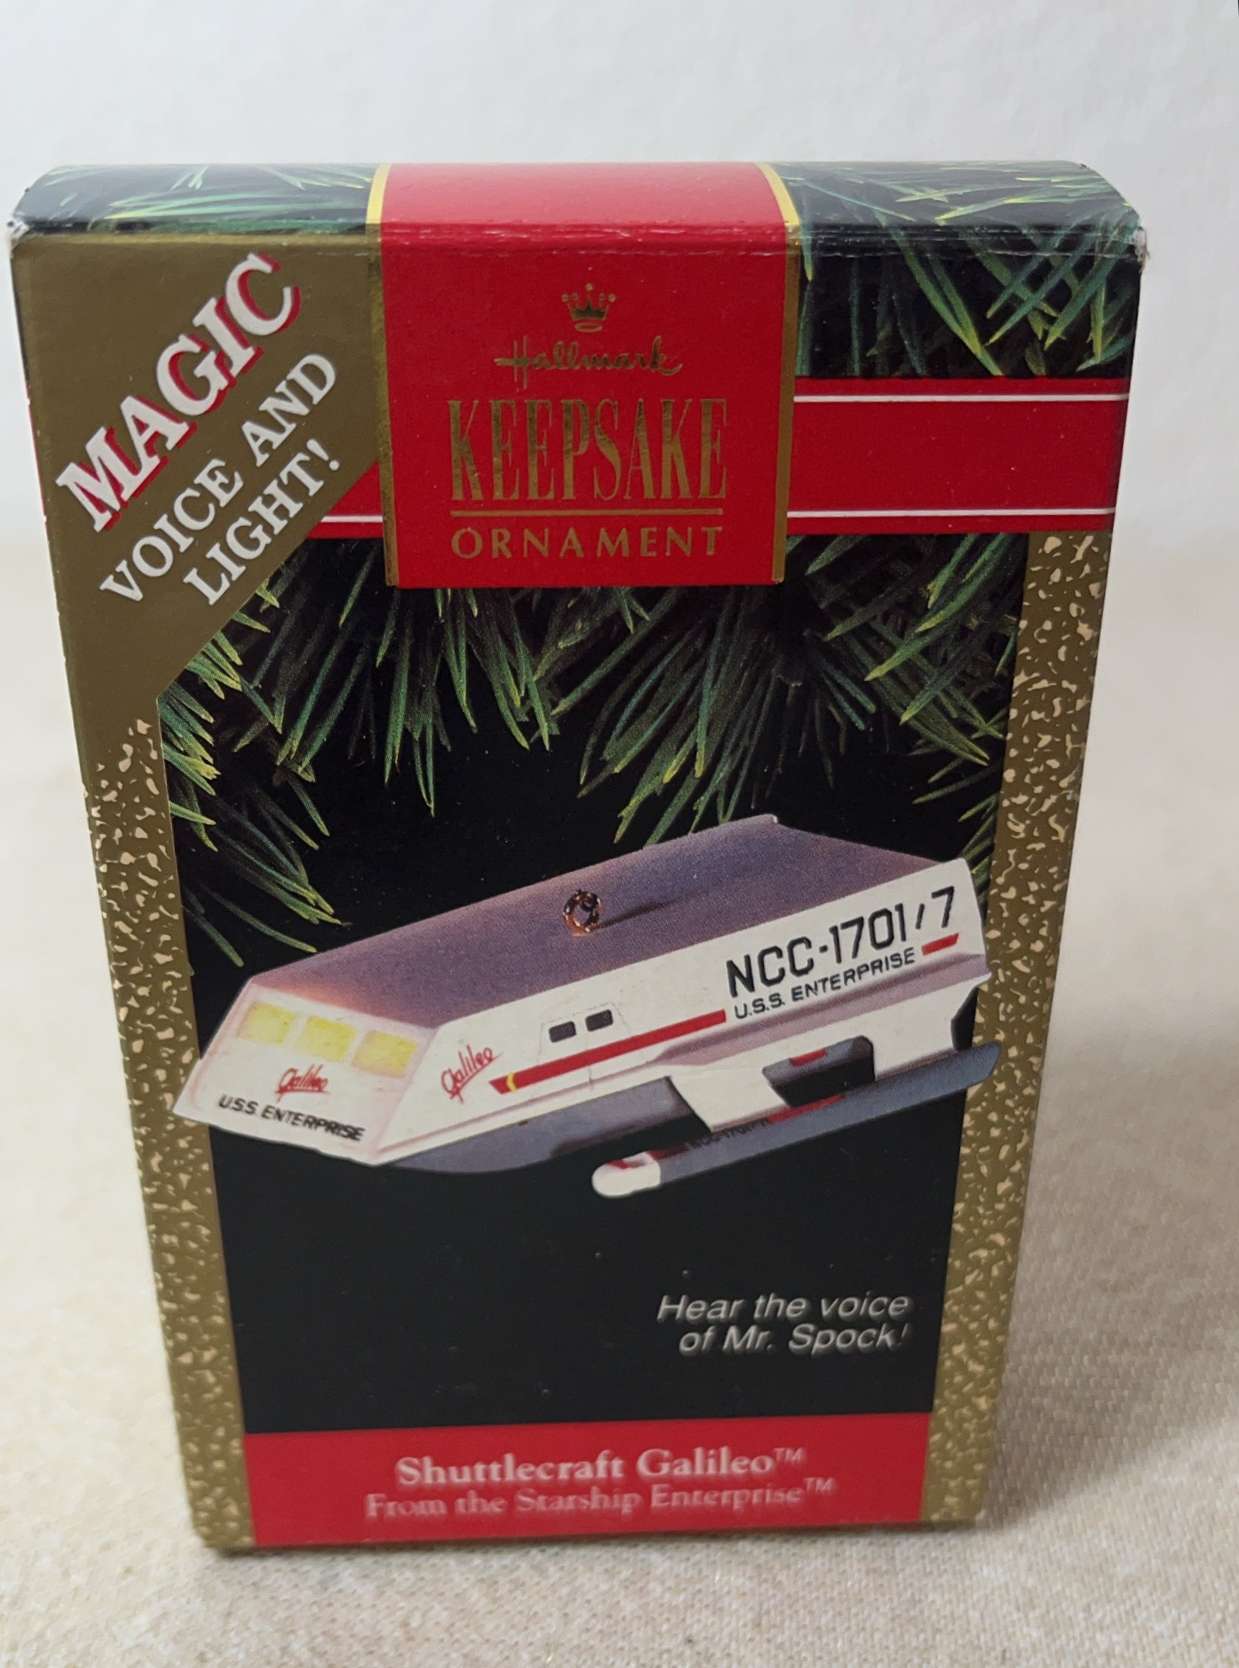 MAGIC
VOICE AND
LIGHT!
Hallmark
KEEPSAKE
ORNAMENT
NCC-1701/7
U.S.S. ENTERPRISE
Galileo
Galileo
U.S.S. ENTERPRISE
Hear the voice
of Mr. Spock!
Shuttlecraft Galileo™
From the Starship Enterprise™